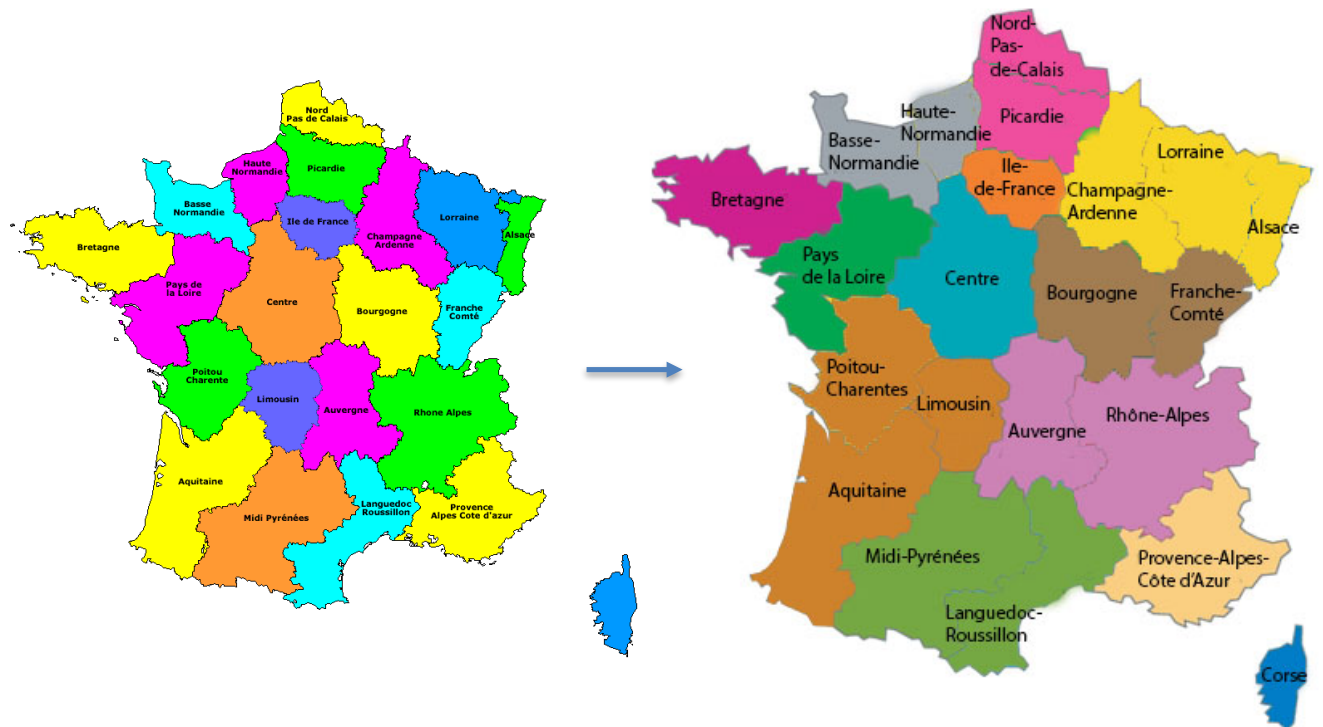 Nord
Pas de Calais
Picardie
Haute
Normandie
Basse
Normandie
Ile de France
Champagne
Ardenne
Lorraine
Alsace
Bretagne
Pays de
la Loire
Centre
Bourgogne
Franche
Comté
Poitou
Charente
Limousin
Auvergne
Rhone Alpes
Aquitaine
Midi Pyrénées
Languedoc
Roussillon
Provence
Alpes Cote d'azur
Nord-
Pas-
de-Calais
Picardie
Haute-
Normandie
Basse-
Normandie
Ile-
de-France
Champagne-
Ardenne
Lorraine
Alsace
Bretagne
Pays
de la Loire
Centre
Bourgogne
Franche-
Comté
Poitou-
Charentes
Limousin
Auvergne
Rhône-Alpes
Aquitaine
Midi-Pyrénées
Languedoc-
Roussillon
Provence-Alpes-
Côte d'Azur
Corse